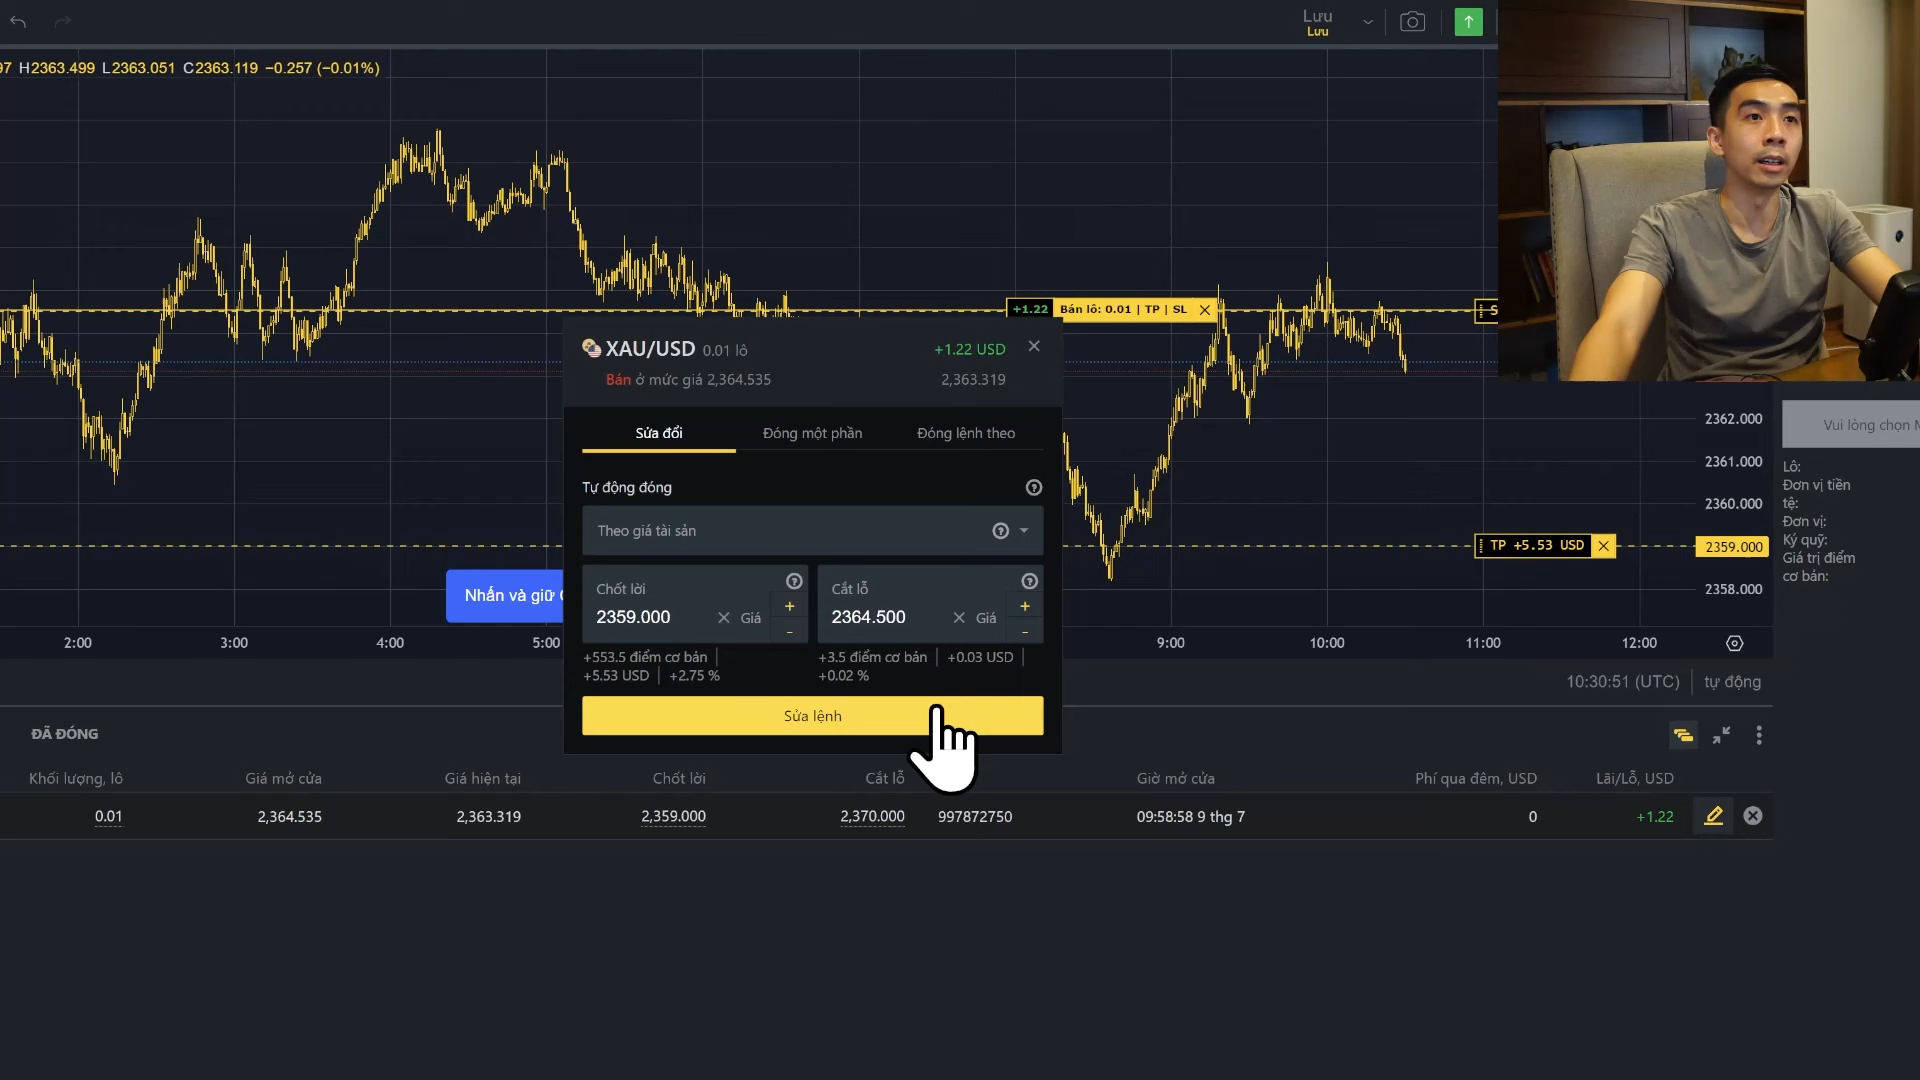 Lưu
Lưu
97 H2363.499 L2363.051 C2363.119 −0.257 (−0.01%)
+1.22 Bán lô: 0.01 | TP | SL
XAU/USD 0.01 lô +1.22 USD
Bán ở mức giá 2,364.535 2,363.319
Sửa đổi Đóng một phần Đóng lệnh theo
Tự động đóng
Theo giá tài sản
Chốt lời
2359.000 Giá
+553.5 điểm cơ bản
+5.53 USD +2.75 %
Cắt lỗ
2364.500 Giá
+3.5 điểm cơ bản +0.03 USD
+0.02 %
Sửa lệnh
Nhấn và giữ
TP +5.53 USD
2362.000
2361.000
2360.000
2359.000
2358.000
Vui lòng chọn
Lô:
Đơn vị tiền
tệ:
Đơn vị:
Ký quỹ:
Giá trị điểm
cơ bản:
2:00 3:00 4:00 5:00 9:00 10:00 11:00 12:00
10:30:51 (UTC) tự động
ĐÃ ĐÓNG
Khối lượng, lô Giá mở cửa Giá hiện tại Chốt lời Cắt lỗ Giờ mở cửa Phí qua đêm, USD Lãi/Lỗ, USD
0.01 2,364.535 2,363.319 2,359.000 2,370.000 997872750 09:58:58 9 thg 7 0 +1.22